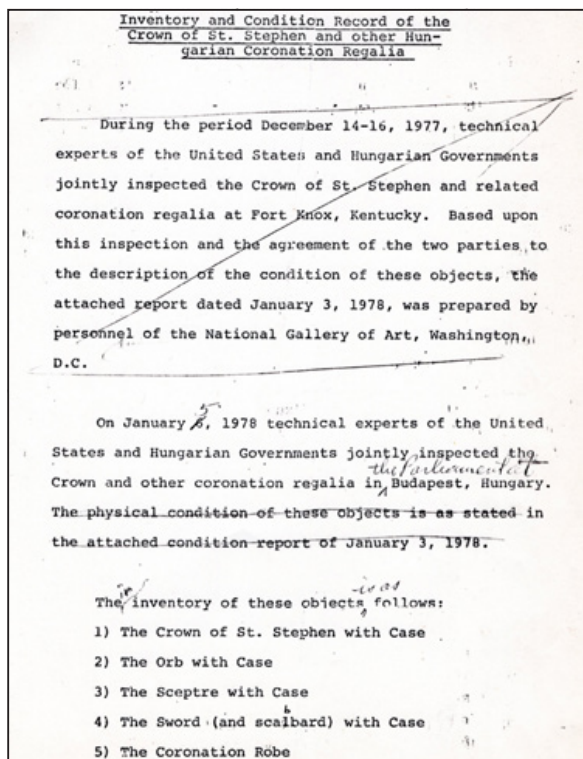 Inventory and Condition Record of the
Crown of St. Stephen and other Hun-
garian Coronation Regalia
During the period December 14-16, 1977, technical
experts of the United States and Hungarian Governments
jointly inspected the Crown of St. Stephen and related
coronation regalia at Fort Knox, Kentucky. Based upon
this inspection and the agreement of the two parties to
the description of the condition of these objects, the
attached report dated January 3, 1978, was prepared by
personnel of the National Gallery of Art, Washington,
D.C.
5
On January 6, 1978 technical experts of the United
States and Hungarian Governments jointly inspected the
the Parliament at
Crown and other coronation regalia in Budapest, Hungary.
The physical condition of these objects is as stated in
the attached condition report of January 3, 1978.
ir is as
The inventory of these objects follows:
1) The Crown of St. Stephen with Case
2) The Orb with Case
3) The Sceptre with Case
b
4) The Sword (and scalbard) with Case
5) The Coronation Robe